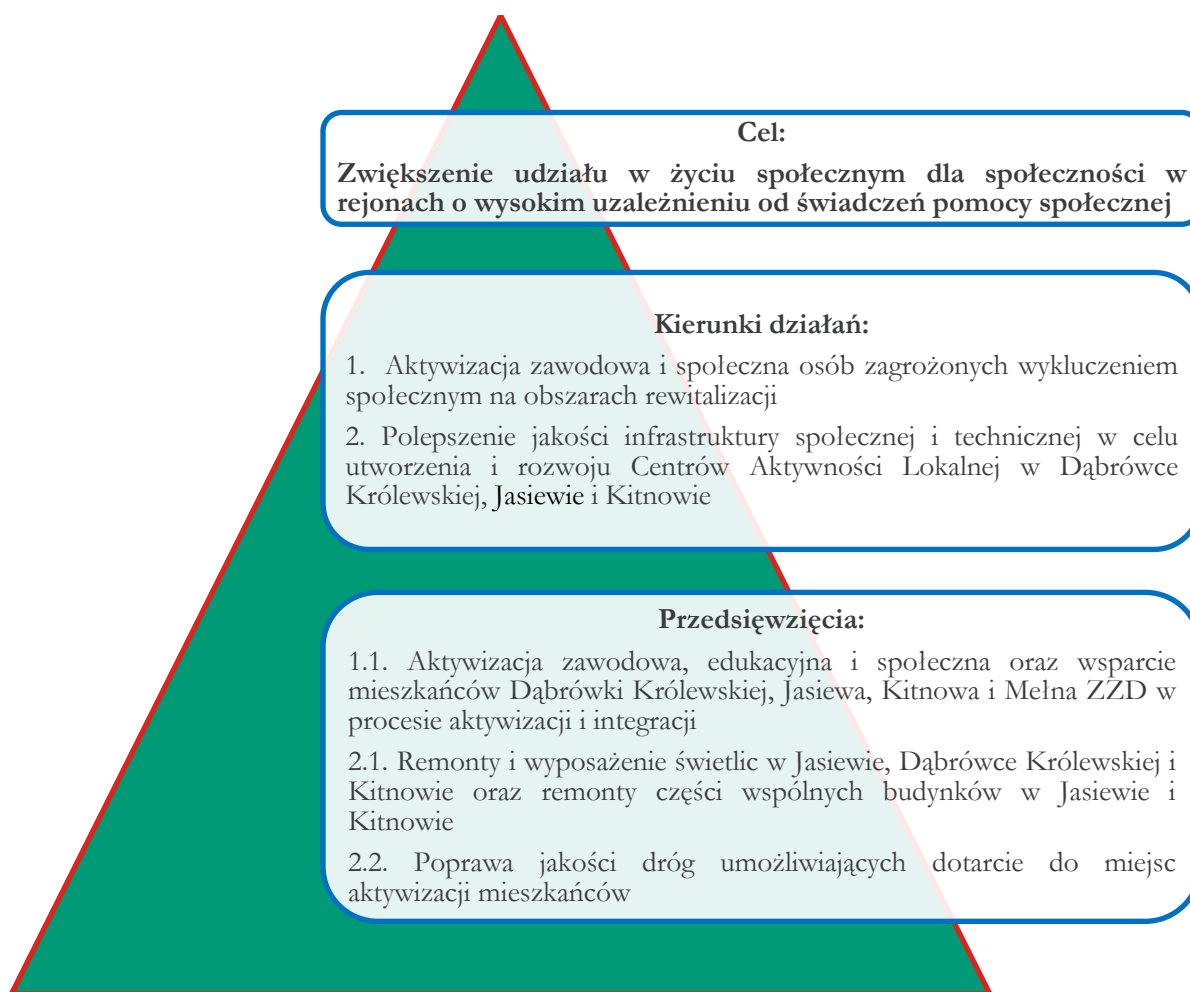 Cel:
Zwiększenie udziału w życiu społecznym dla społeczności w
rejonach o wysokim uzależnieniu od świadczeń pomocy społecznej
Kierunki działań:
1. Aktywizacja zawodowa i społeczna osób zagrożonych wykluczeniem
społecznym na obszarach rewitalizacji
2. Polepszenie jakości infrastruktury społecznej i technicznej w celu
utworzenia i rozwoju Centrów Aktywności Lokalnej w Dąbrówce
Królewskiej, Jasiewie i Kitnowie
Przedsięwzięcia:
1.1. Aktywizacja zawodowa, edukacyjna i społeczna oraz wsparcie
mieszkańców Dąbrówki Królewskiej, Jasiewa, Kitnowa i Mełna ZZD w
procesie aktywizacji i integracji
2.1. Remonty i wyposażenie świetlic w Jasiewie, Dąbrówce Królewskiej i
Kitnowie oraz remonty części wspólnych budynków w Jasiewie i
Kitnowie
2.2. Poprawa jakości dróg umożliwiających dotarcie do miejsc
aktywizacji mieszkańców